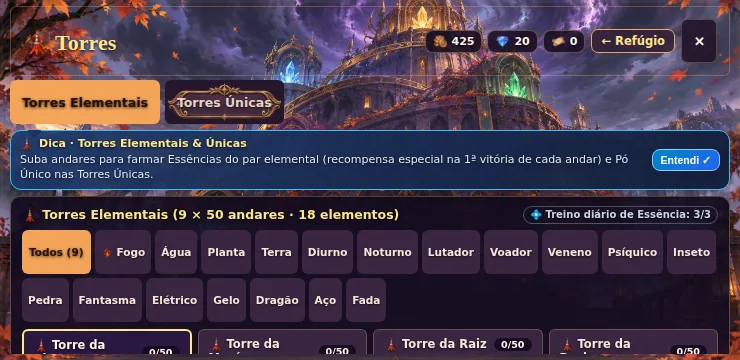 Torres
425
20
0
← Refúgio
×
Torres Elementais
Torres Únicas
Dica · Torres Elementais & Únicas
Suba andares para farmar Essências do par elemental (recompensa especial na 1ª vitória de cada andar) e Pó
Único nas Torres Únicas.
Entendi ✓
Torres Elementais (9 × 50 andares · 18 elementos)
Treino diário de Essência: 3/3
Todos (9)
Fogo
Água
Planta
Terra
Diurno
Noturno
Lutador
Voador
Veneno
Psíquico
Inseto
Pedra
Fantasma
Elétrico
Gelo
Dragão
Aço
Fada
Torre da
0/50
Torre da
0/50
Torre da Raiz
0/50
Torre da
0/50